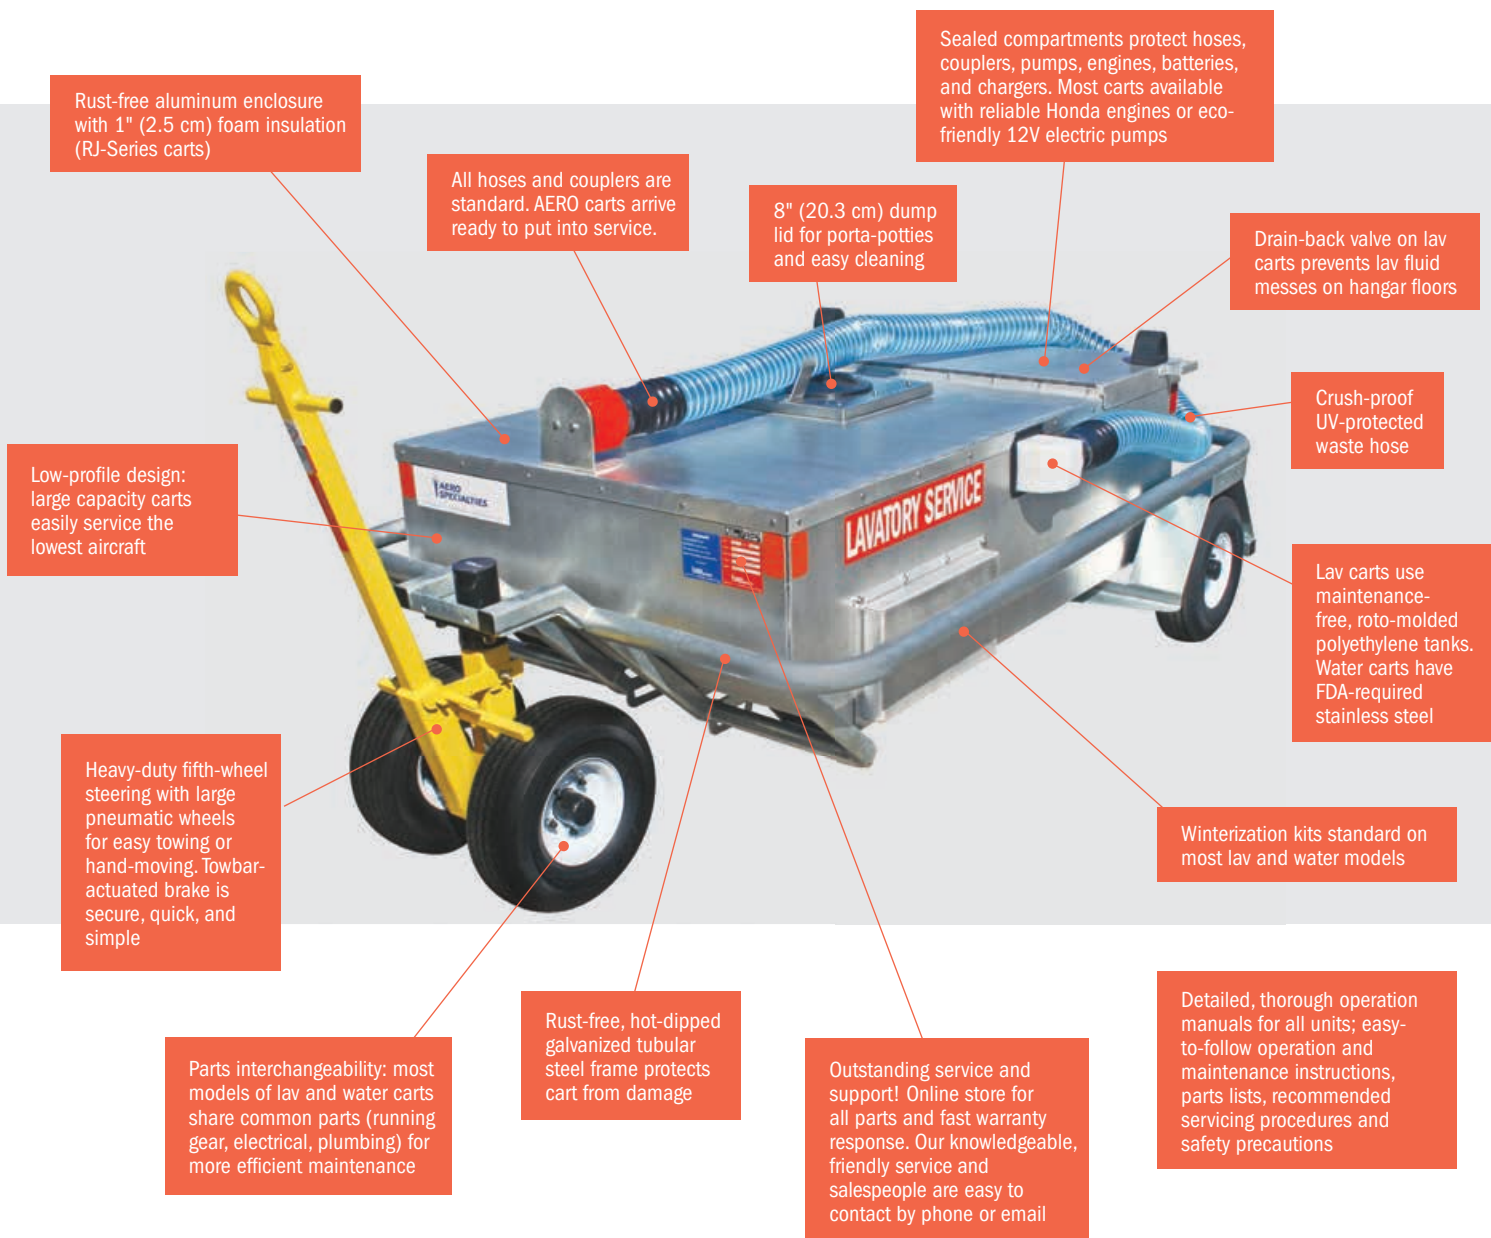 Sealed compartments protect hoses,
couplers, pumps, engines, batteries,
and chargers. Most carts available
with reliable Honda engines or eco-
friendly 12V electric pumps
Rust-free aluminum enclosure
with 1" (2.5 cm) foam insulation
(RJ-Series carts)
All hoses and couplers are
standard. AERO carts arrive
ready to put into service.
8" (20.3 cm) dump
lid for porta-potties
and easy cleaning
Drain-back valve on lav
carts prevents lav fluid
messes on hangar floors
Crush-proof
UV-protected
waste hose
Low-profile design:
large capacity carts
easily service the
lowest aircraft
AERO
SPECIALTIES
LAVATORY SERVICE
Lav carts use
maintenance-
free, roto-molded
polyethylene tanks.
Water carts have
FDA-required
stainless steel
Heavy-duty fifth-wheel
steering with large
pneumatic wheels
for easy towing or
hand-moving. Towbar-
actuated brake is
secure, quick, and
simple
Winterization kits standard on
most lav and water models
Parts interchangeability: most
models of lav and water carts
share common parts (running
gear, electrical, plumbing) for
more efficient maintenance
Rust-free, hot-dipped
galvanized tubular
steel frame protects
cart from damage
Outstanding service and
support! Online store for
all parts and fast warranty
response. Our knowledgeable,
friendly service and
salespeople are easy to
contact by phone or email
Detailed, thorough operation
manuals for all units; easy-
to-follow operation and
maintenance instructions,
parts lists, recommended
servicing procedures and
safety precautions